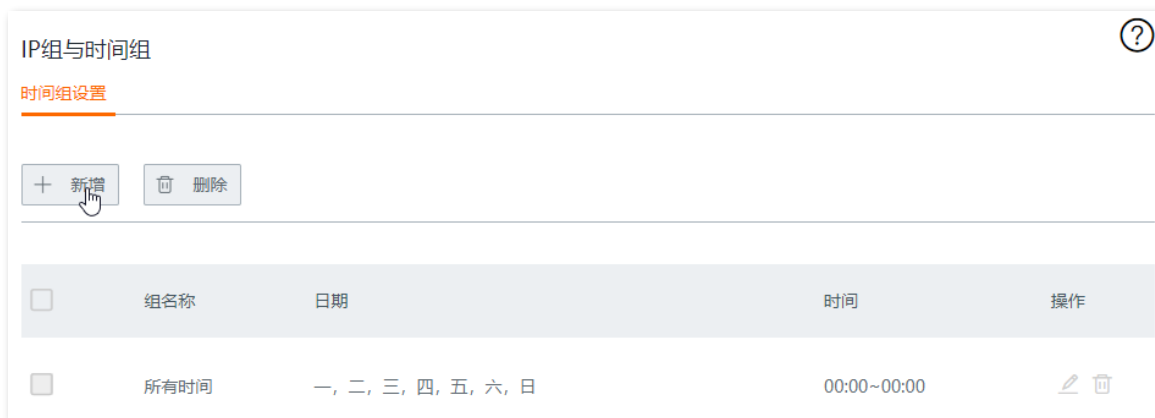 IP组与时间组
时间组设置
新增 删除
组名称 日期 时间 操作
所有时间 一, 二, 三, 四, 五, 六, 日 00:00~00:00